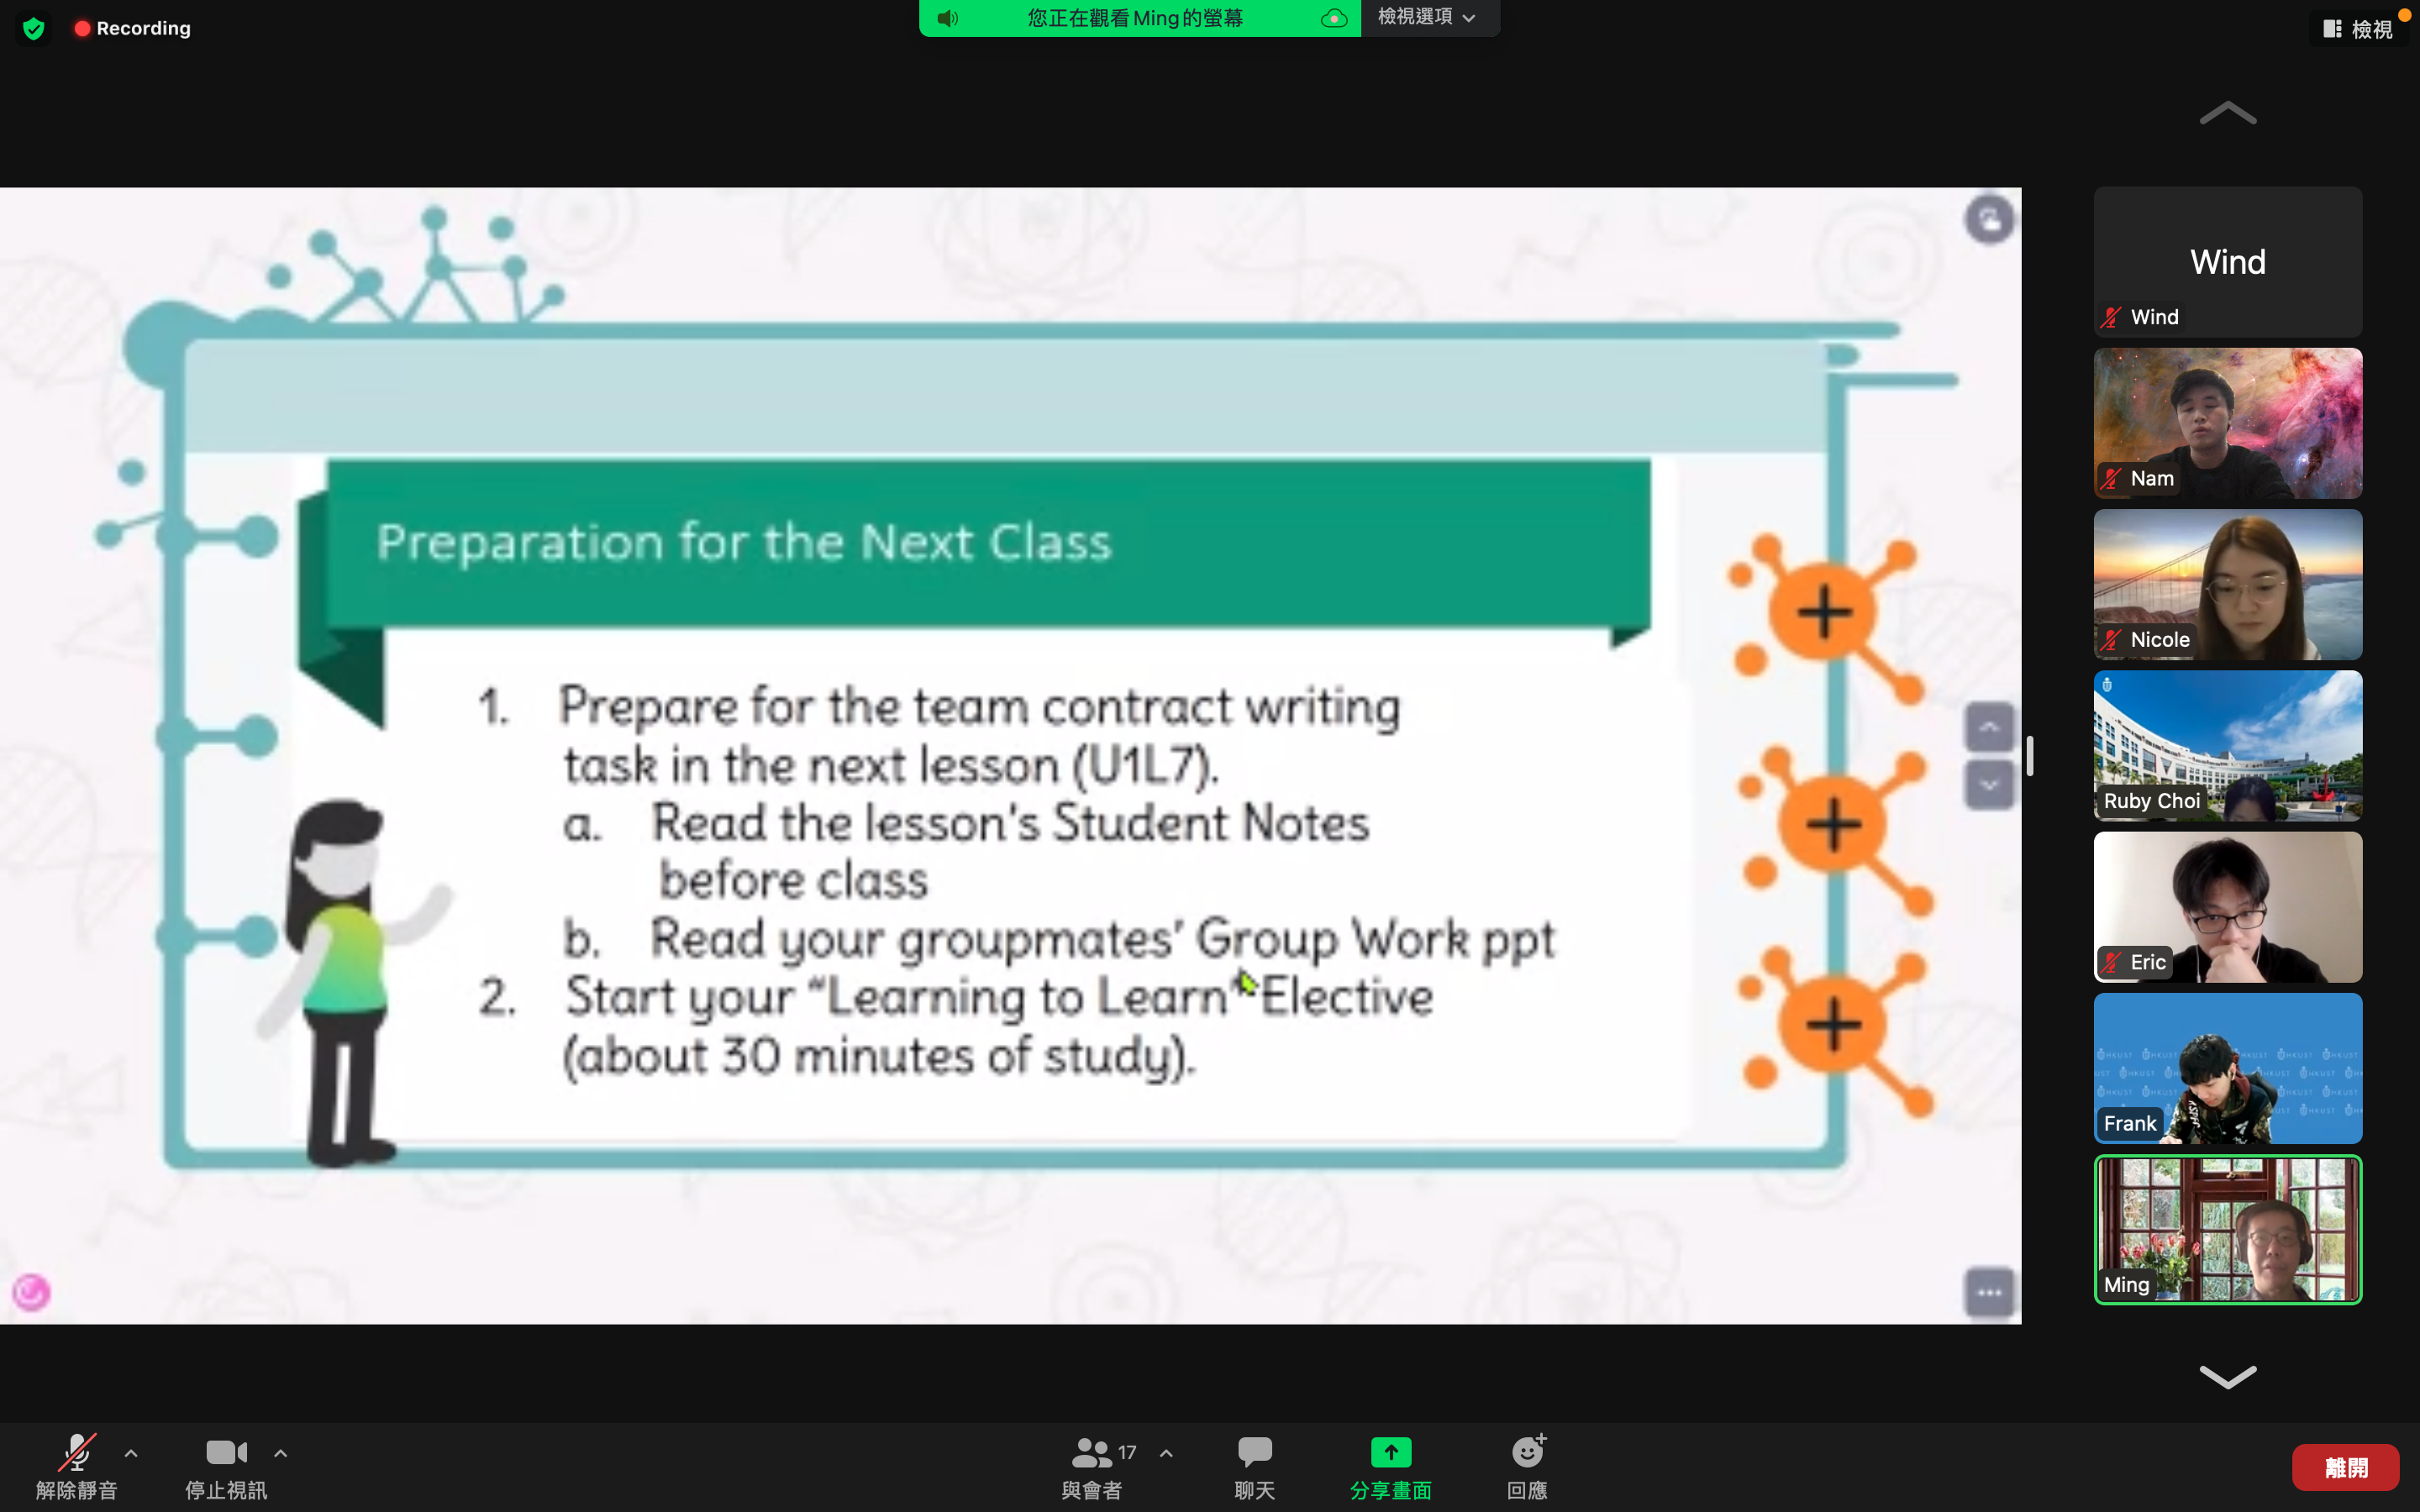 Recording
您正在觀看Ming的螢幕
檢視選項
檢視
Preparation for the Next Class
1. Prepare for the team contract writing
task in the next lesson (U1L7).
a. Read the lesson's Student Notes
before class
b. Read your groupmates' Group Work ppt
2. Start your "Learning to Learn" Elective
(about 30 minutes of study).
Wind
Wind
Nam
Nicole
Ruby Choi
Eric
Frank
Ming
解除靜音
停止視訊
17
與會者
聊天
分享畫面
回應
離開